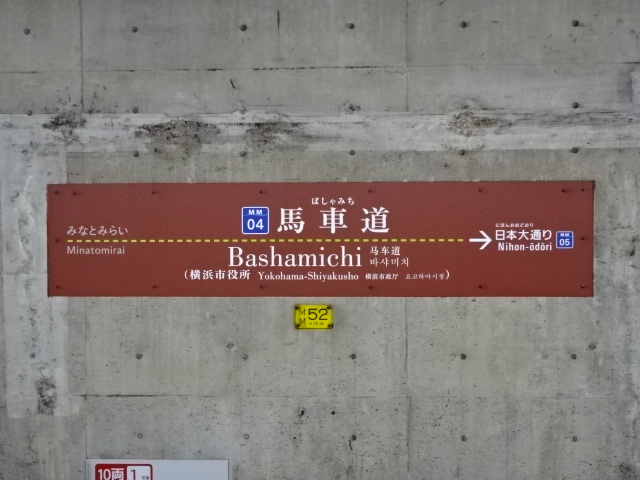 ばしゃみち
MM
04
馬車道
みなとみらい
Minatomirai
にほんおおどおり
日本大通り
Nihon-ōdōri
MM
05
Bashamichi
马车道
바샤미치
(横浜市役所 Yokohama-Shiyakusho 横滨市政厅 요코하마시청)
MM 52
10両 1